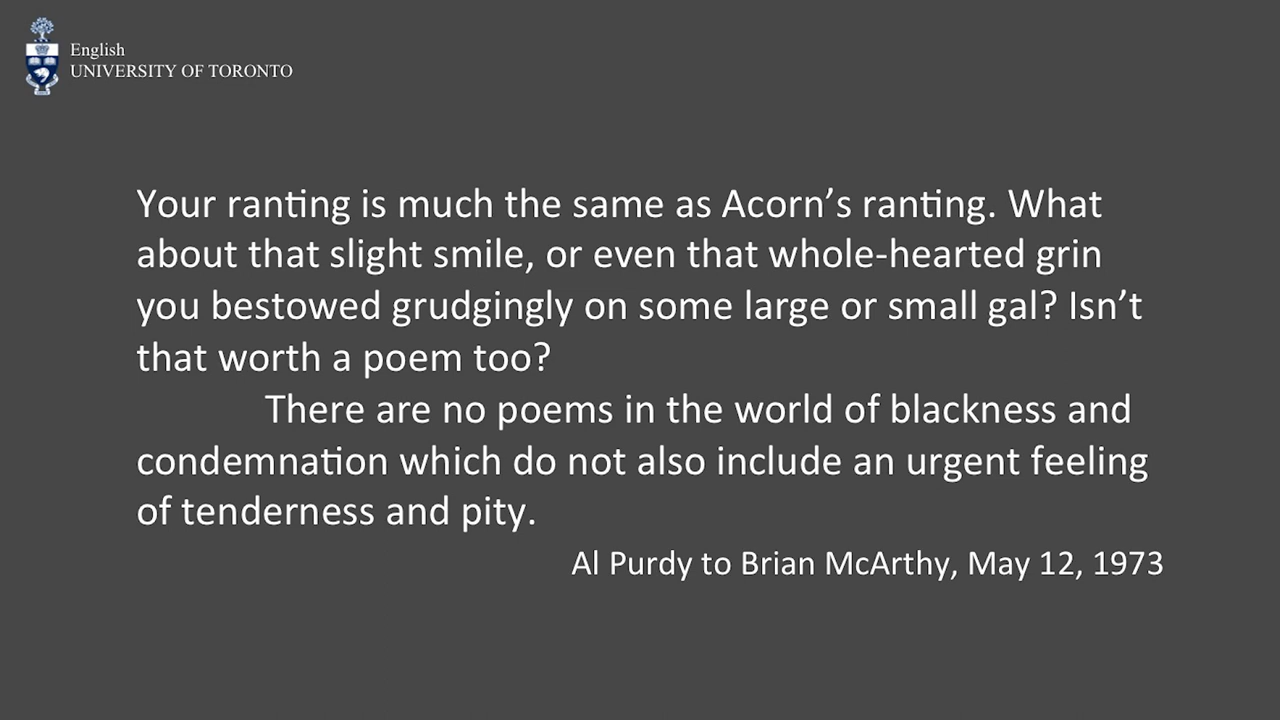 English
UNIVERSITY OF TORONTO
Your ranting is much the same as Acorn’s ranting. What
about that slight smile, or even that whole-hearted grin
you bestowed grudgingly on some large or small gal? Isn’t
that worth a poem too?
There are no poems in the world of blackness and
condemnation which do not also include an urgent feeling
of tenderness and pity.
Al Purdy to Brian McArthy, May 12, 1973